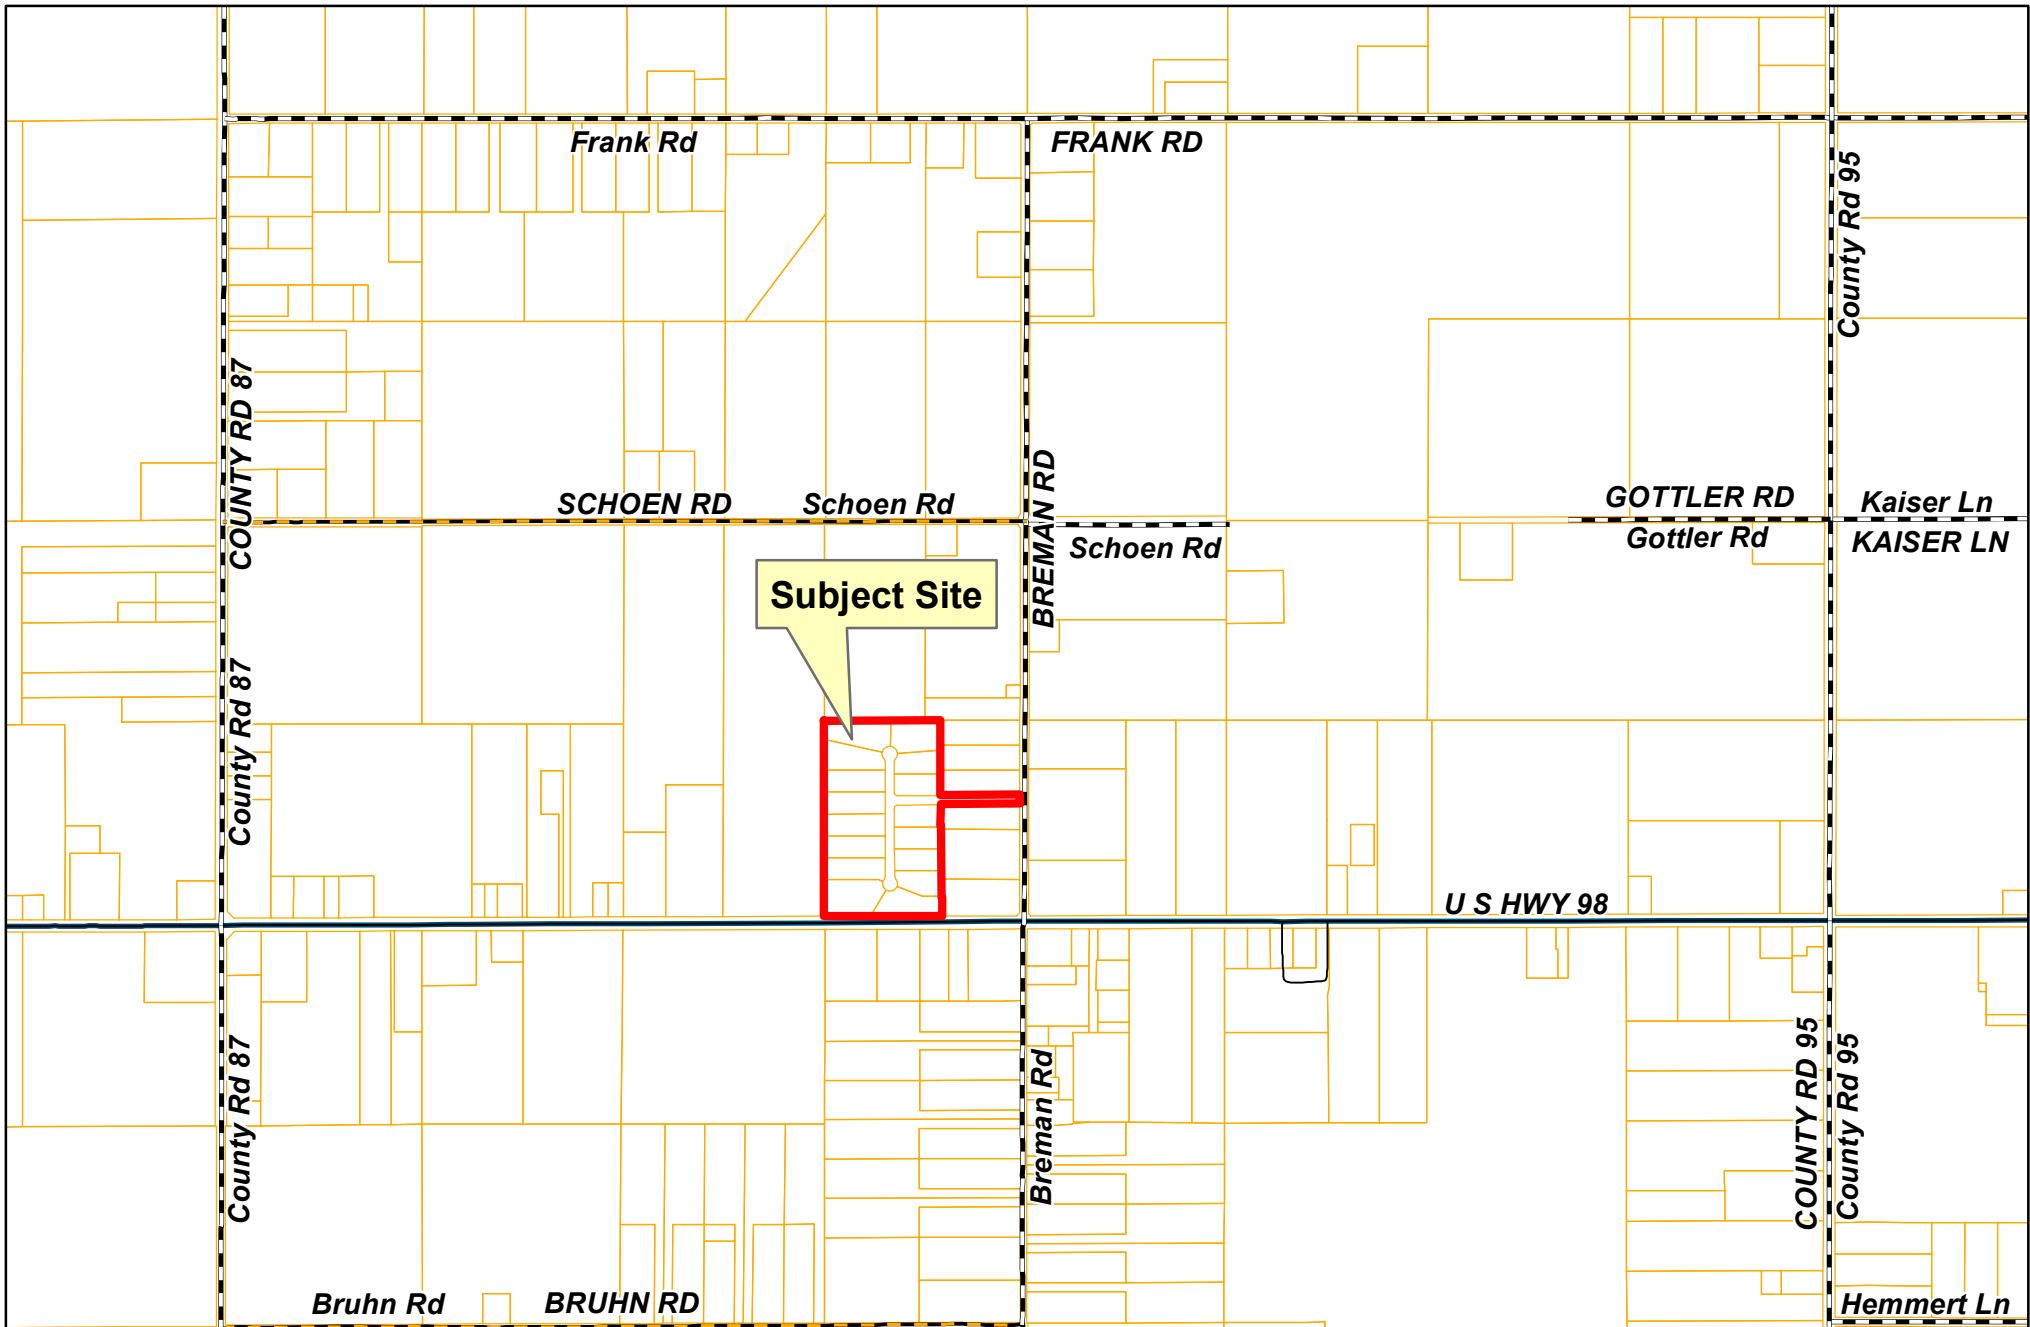 Frank Rd
FRANK RD
County Rd 95
COUNTY RD 87
BREMAN RD
SCHOEN RD
Schoen Rd
GOTTLER RD
Kaiser Ln
Schoen Rd
Gottler Rd
KAISER LN
Subject Site
County Rd 87
U S HWY 98
County Rd 87
Breman Rd
COUNTY RD 95
County Rd 95
Bruhn Rd
BRUHN RD
Hemmert Ln